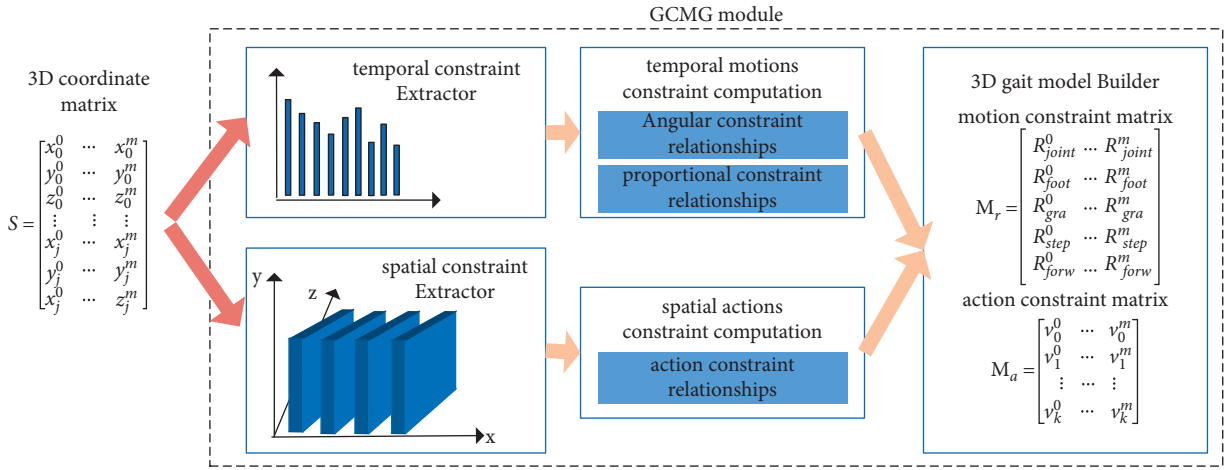 GCMG module
3D coordinate
matrix
S = [x_0^0 ⋯ x_0^m
y_0^0 ⋯ y_0^m
z_0^0 ⋯ z_0^m
⋮ ⋮ ⋮
x_j^0 ⋯ x_j^m
y_j^0 ⋯ y_j^m
x_j^0 ⋯ z_j^m]
temporal constraint
Extractor
spatial constraint
Extractor
y
z
x
temporal motions
constraint computation
Angular constraint
relationships
proportional constraint
relationships
spatial actions
constraint computation
action constraint
relationships
3D gait model Builder
motion constraint matrix
M_r = [R_joint^0 ⋯ R_joint^m
R_foot^0 ⋯ R_foot^m
R_gra^0 ⋯ R_gra^m
R_step^0 ⋯ R_step^m
R_forw^0 ⋯ R_forw^m]
action constraint matrix
M_a = [v_0^0 ⋯ v_0^m
v_1^0 ⋯ v_1^m
⋮ ⋯ ⋮
v_k^0 ⋯ v_k^m]